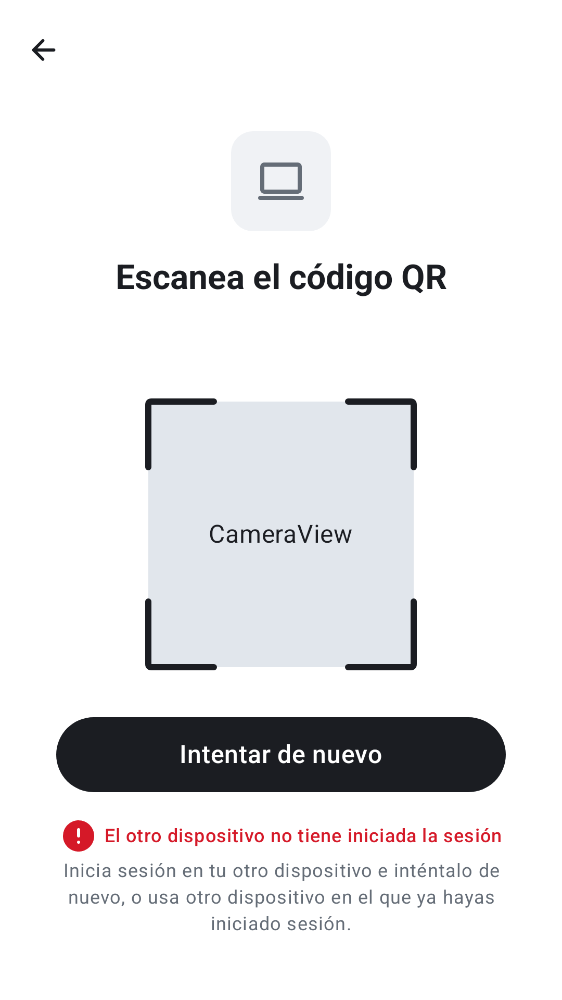 Escanea el código QR
CameraView
Intentar de nuevo
El otro dispositivo no tiene iniciada la sesión
Inicia sesión en tu otro dispositivo e inténtalo de
nuevo, o usa otro dispositivo en el que ya hayas
iniciado sesión.